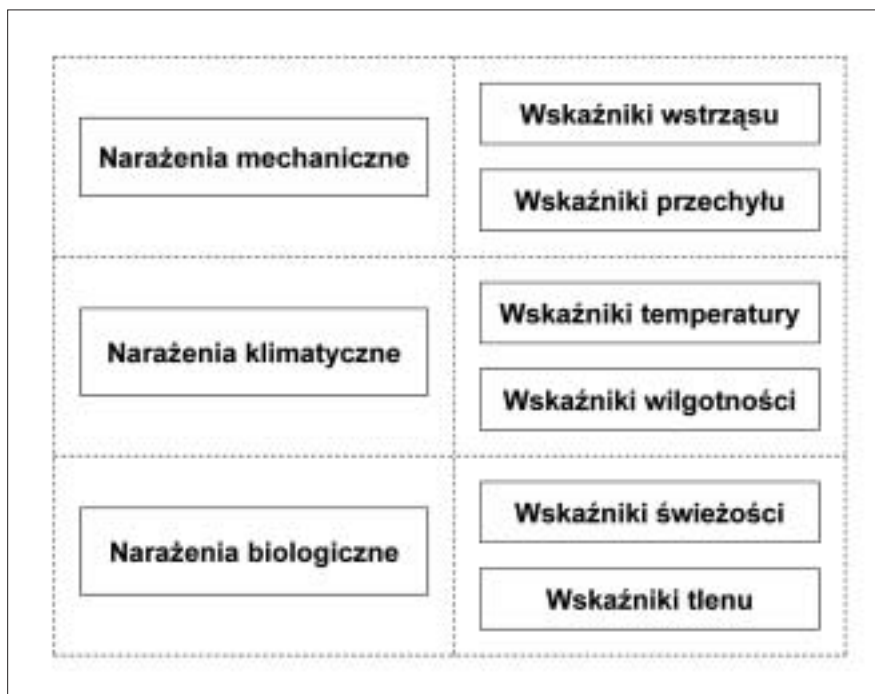 Narażenia mechaniczne
Wskaźniki wstrząsu
Wskaźniki przechyłu
Narażenia klimatyczne
Wskaźniki temperatury
Wskaźniki wilgotności
Narażenia biologiczne
Wskaźniki świeżości
Wskaźniki tlenu